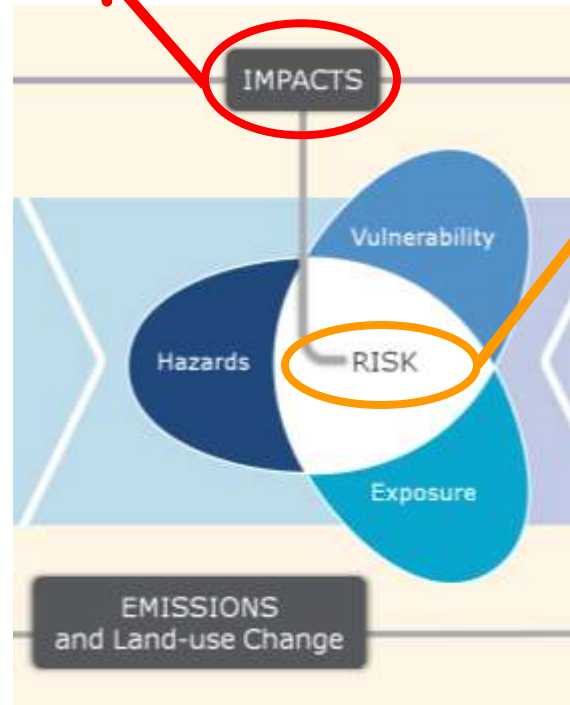 IMPACTS
Vulnerability
Hazards
RISK
Exposure
EMISSIONS
and Land-use Change